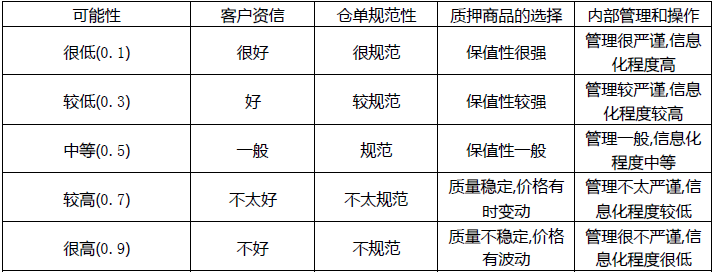 可能性 客户资信 仓单规范性 质押商品的选择 内部管理和操作
很低(0.1) 很好 很规范 保值性很强 管理很严谨,信息
化程度高
较低(0.3) 好 较规范 保值性较强 管理较严谨,信息
化程度较高
中等(0.5) 一般 规范 保值性一般 管理一般,信息化
程度中等
较高(0.7) 不太好 不太规范 质量稳定,价格有 管理不太严谨,信
时变动 息化程度较低
很高(0.9) 不好 不规范 质量不稳定,价格 管理很不严谨,信
有波动 息化程度很低